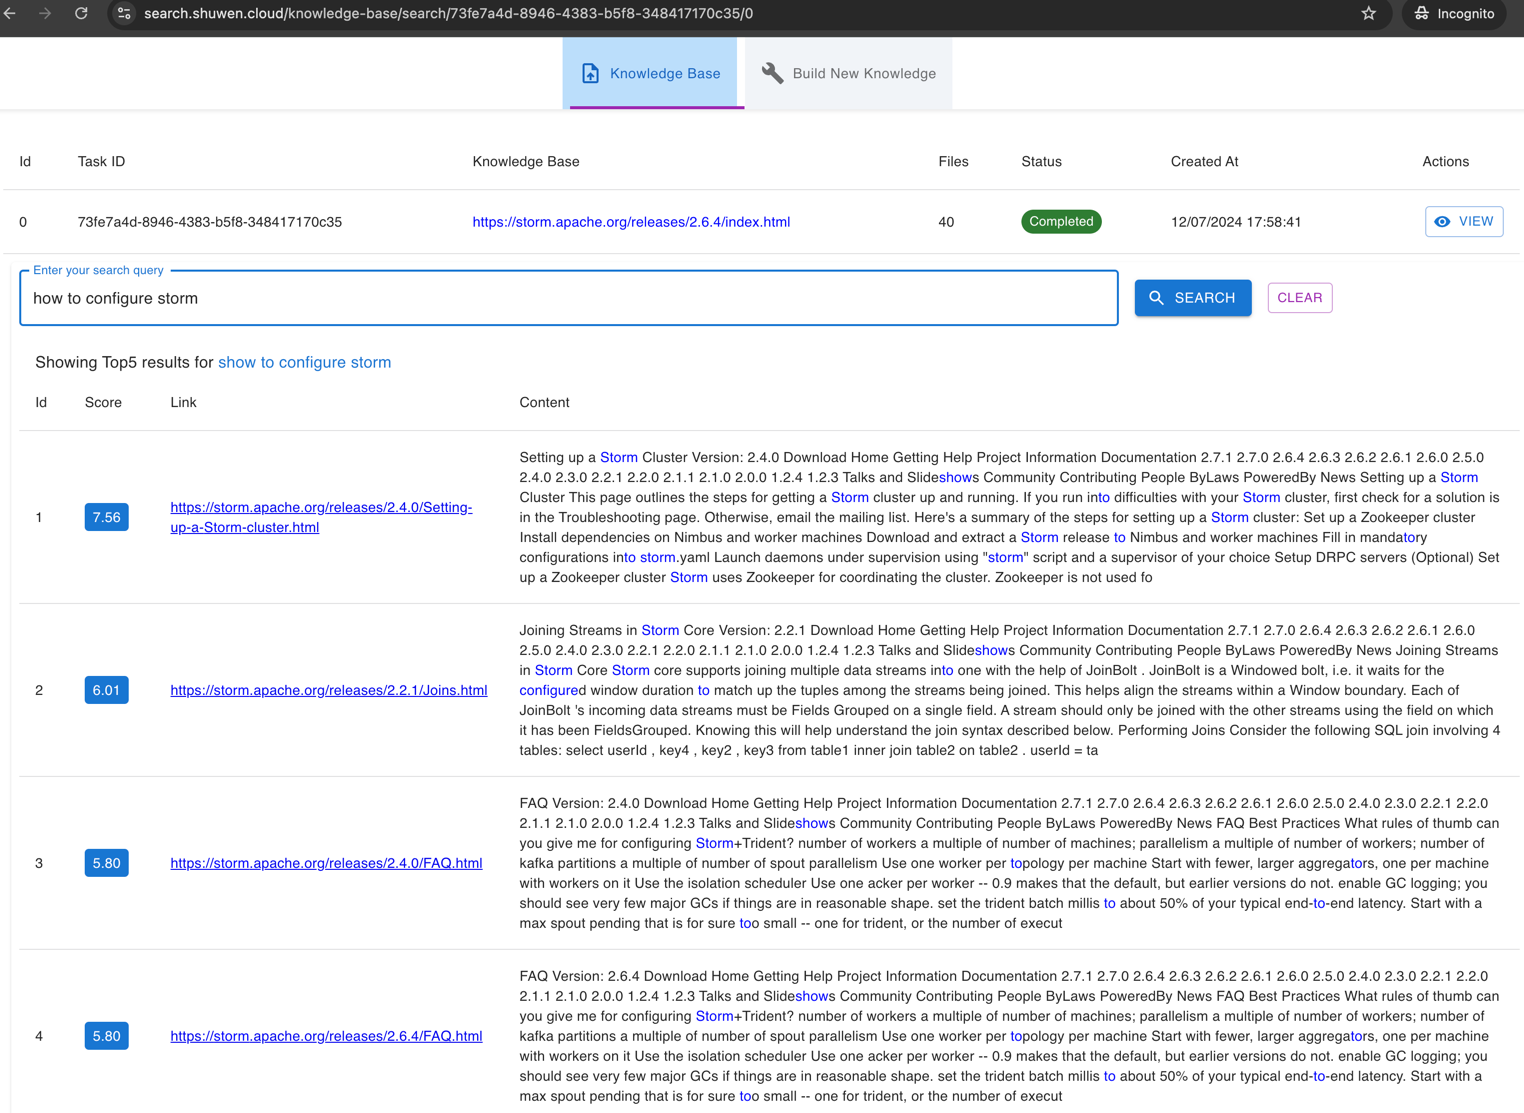 search.shuwen.cloud/knowledge-base/search/73fe7a4d-8946-4383-b5f8-348417170c35/0
Incognito
Knowledge Base
Build New Knowledge
Id Task ID Knowledge Base Files Status Created At Actions
0 73fe7a4d-8946-4383-b5f8-348417170c35 https://storm.apache.org/releases/2.6.4/index.html 40 Completed 12/07/2024 17:58:41 VIEW
Enter your search query
how to configure storm
SEARCH
CLEAR
Showing Top5 results for show to configure storm
Id Score Link Content
1
7.56
https://storm.apache.org/releases/2.4.0/Setting-
up-a-Storm-cluster.html
Setting up a Storm Cluster Version: 2.4.0 Download Home Getting Help Project Information Documentation 2.7.1 2.7.0 2.6.4 2.6.3 2.6.2 2.6.1 2.6.0 2.5.0
2.4.0 2.3.0 2.2.1 2.2.0 2.1.1 2.1.0 2.0.0 1.2.4 1.2.3 Talks and Slideshows Community Contributing People ByLaws PoweredBy News Setting up a Storm
Cluster This page outlines the steps for getting a Storm cluster up and running. If you run into difficulties with your Storm cluster, first check for a solution is
in the Troubleshooting page. Otherwise, email the mailing list. Here's a summary of the steps for setting up a Storm cluster: Set up a Zookeeper cluster
Install dependencies on Nimbus and worker machines Download and extract a Storm release to Nimbus and worker machines Fill in mandatory
configurations into storm.yaml Launch daemons under supervision using "storm" script and a supervisor of your choice Setup DRPC servers (Optional) Set
up a Zookeeper cluster Storm uses Zookeeper for coordinating the cluster. Zookeeper is not used fo
2
6.01
https://storm.apache.org/releases/2.2.1/Joins.html
Joining Streams in Storm Core Version: 2.2.1 Download Home Getting Help Project Information Documentation 2.7.1 2.7.0 2.6.4 2.6.3 2.6.2 2.6.1 2.6.0
2.5.0 2.4.0 2.3.0 2.2.1 2.2.0 2.1.1 2.1.0 2.0.0 1.2.4 1.2.3 Talks and Slideshows Community Contributing People ByLaws PoweredBy News Joining Streams
in Storm Core Storm core supports joining multiple data streams into one with the help of JoinBolt . JoinBolt is a Windowed bolt, i.e. it waits for the
configured window duration to match up the tuples among the streams being joined. This helps align the streams within a Window boundary. Each of
JoinBolt 's incoming data streams must be Fields Grouped on a single field. A stream should only be joined with the other streams using the field on which
it has been FieldsGrouped. Knowing this will help understand the join syntax described below. Performing Joins Consider the following SQL join involving 4
tables: select userId , key4 , key2 , key3 from table1 inner join table2 on table2 . userId = ta
3
5.80
https://storm.apache.org/releases/2.4.0/FAQ.html
FAQ Version: 2.4.0 Download Home Getting Help Project Information Documentation 2.7.1 2.7.0 2.6.4 2.6.3 2.6.2 2.6.1 2.6.0 2.5.0 2.4.0 2.3.0 2.2.1 2.2.0
2.1.1 2.1.0 2.0.0 1.2.4 1.2.3 Talks and Slideshows Community Contributing People ByLaws PoweredBy News FAQ Best Practices What rules of thumb can
you give me for configuring Storm+Trident? number of workers a multiple of number of machines; parallelism a multiple of number of workers; number of
kafka partitions a multiple of number of spout parallelism Use one worker per topology per machine Start with fewer, larger aggregators, one per machine
with workers on it Use the isolation scheduler Use one acker per worker -- 0.9 makes that the default, but earlier versions do not. enable GC logging; you
should see very few major GCs if things are in reasonable shape. set the trident batch millis to about 50% of your typical end-to-end latency. Start with a
max spout pending that is for sure too small -- one for trident, or the number of execut
4
5.80
https://storm.apache.org/releases/2.6.4/FAQ.html
FAQ Version: 2.6.4 Download Home Getting Help Project Information Documentation 2.7.1 2.7.0 2.6.4 2.6.3 2.6.2 2.6.1 2.6.0 2.5.0 2.4.0 2.3.0 2.2.1 2.2.0
2.1.1 2.1.0 2.0.0 1.2.4 1.2.3 Talks and Slideshows Community Contributing People ByLaws PoweredBy News FAQ Best Practices What rules of thumb can
you give me for configuring Storm+Trident? number of workers a multiple of number of machines; parallelism a multiple of number of workers; number of
kafka partitions a multiple of number of spout parallelism Use one worker per topology per machine Start with fewer, larger aggregators, one per machine
with workers on it Use the isolation scheduler Use one acker per worker -- 0.9 makes that the default, but earlier versions do not. enable GC logging; you
should see very few major GCs if things are in reasonable shape. set the trident batch millis to about 50% of your typical end-to-end latency. Start with a
max spout pending that is for sure too small -- one for trident, or the number of execut